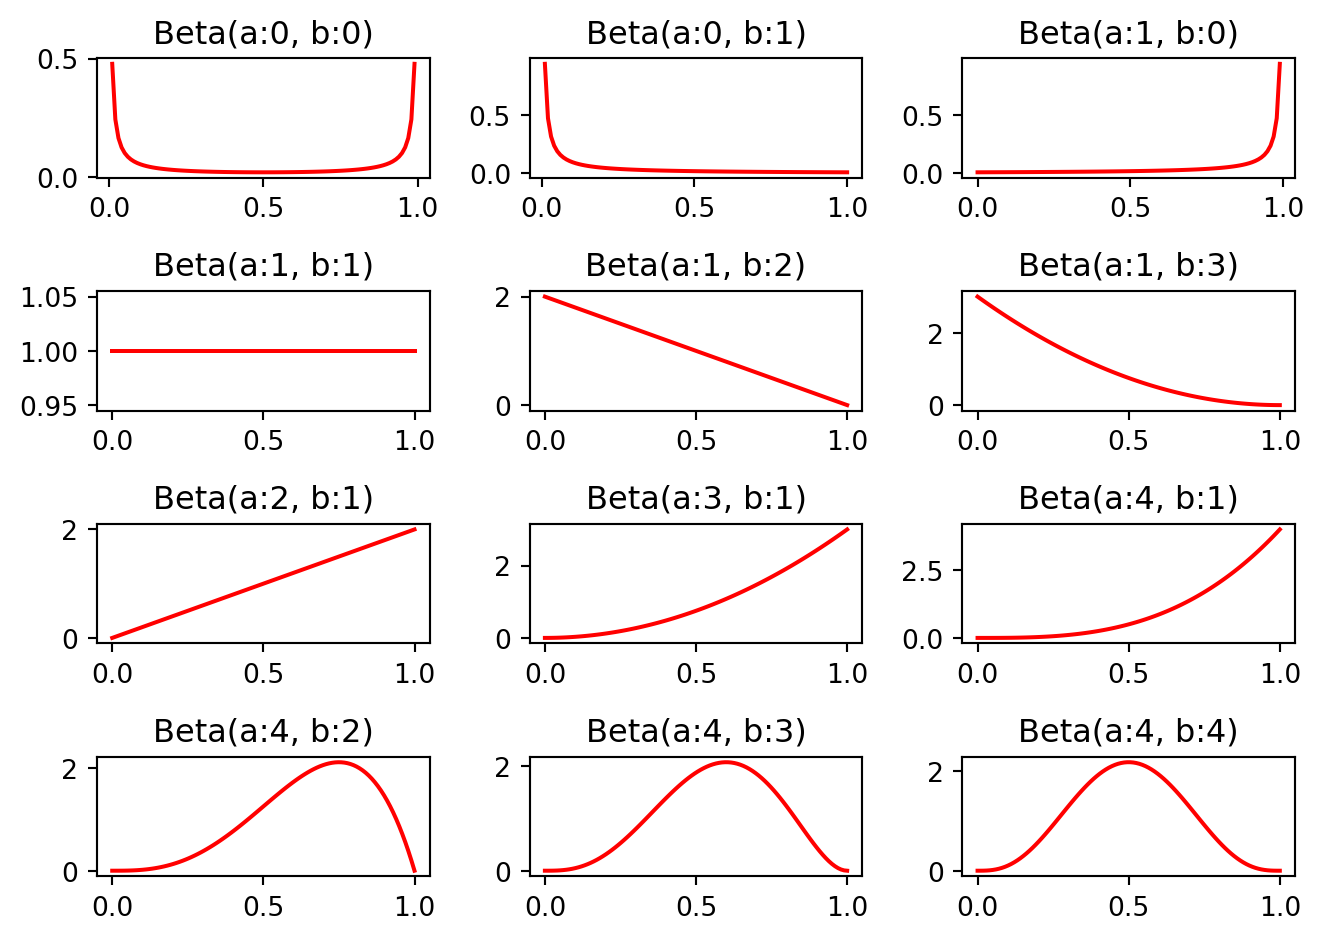 Beta(a:0, b:0) Beta(a:0, b:1) Beta(a:1, b:0)
0.5
0.5 0.5
0.0 0.0 0.0
0.0 0.5 1.0 0.0 0.5 1.0 0.0 0.5 1.0
Beta(a:1, b:1) Beta(a:1, b:2) Beta(a:1, b:3)
1.05 2
2
1.00
0.95 0 0
0.0 0.5 1.0 0.0 0.5 1.0 0.0 0.5 1.0
Beta(a:2, b:1) Beta(a:3, b:1) Beta(a:4, b:1)
2
2 2.5
0 0 0.0
0.0 0.5 1.0 0.0 0.5 1.0 0.0 0.5 1.0
Beta(a:4, b:2) Beta(a:4, b:3) Beta(a:4, b:4)
2 2 2
0 0 0
0.0 0.5 1.0 0.0 0.5 1.0 0.0 0.5 1.0